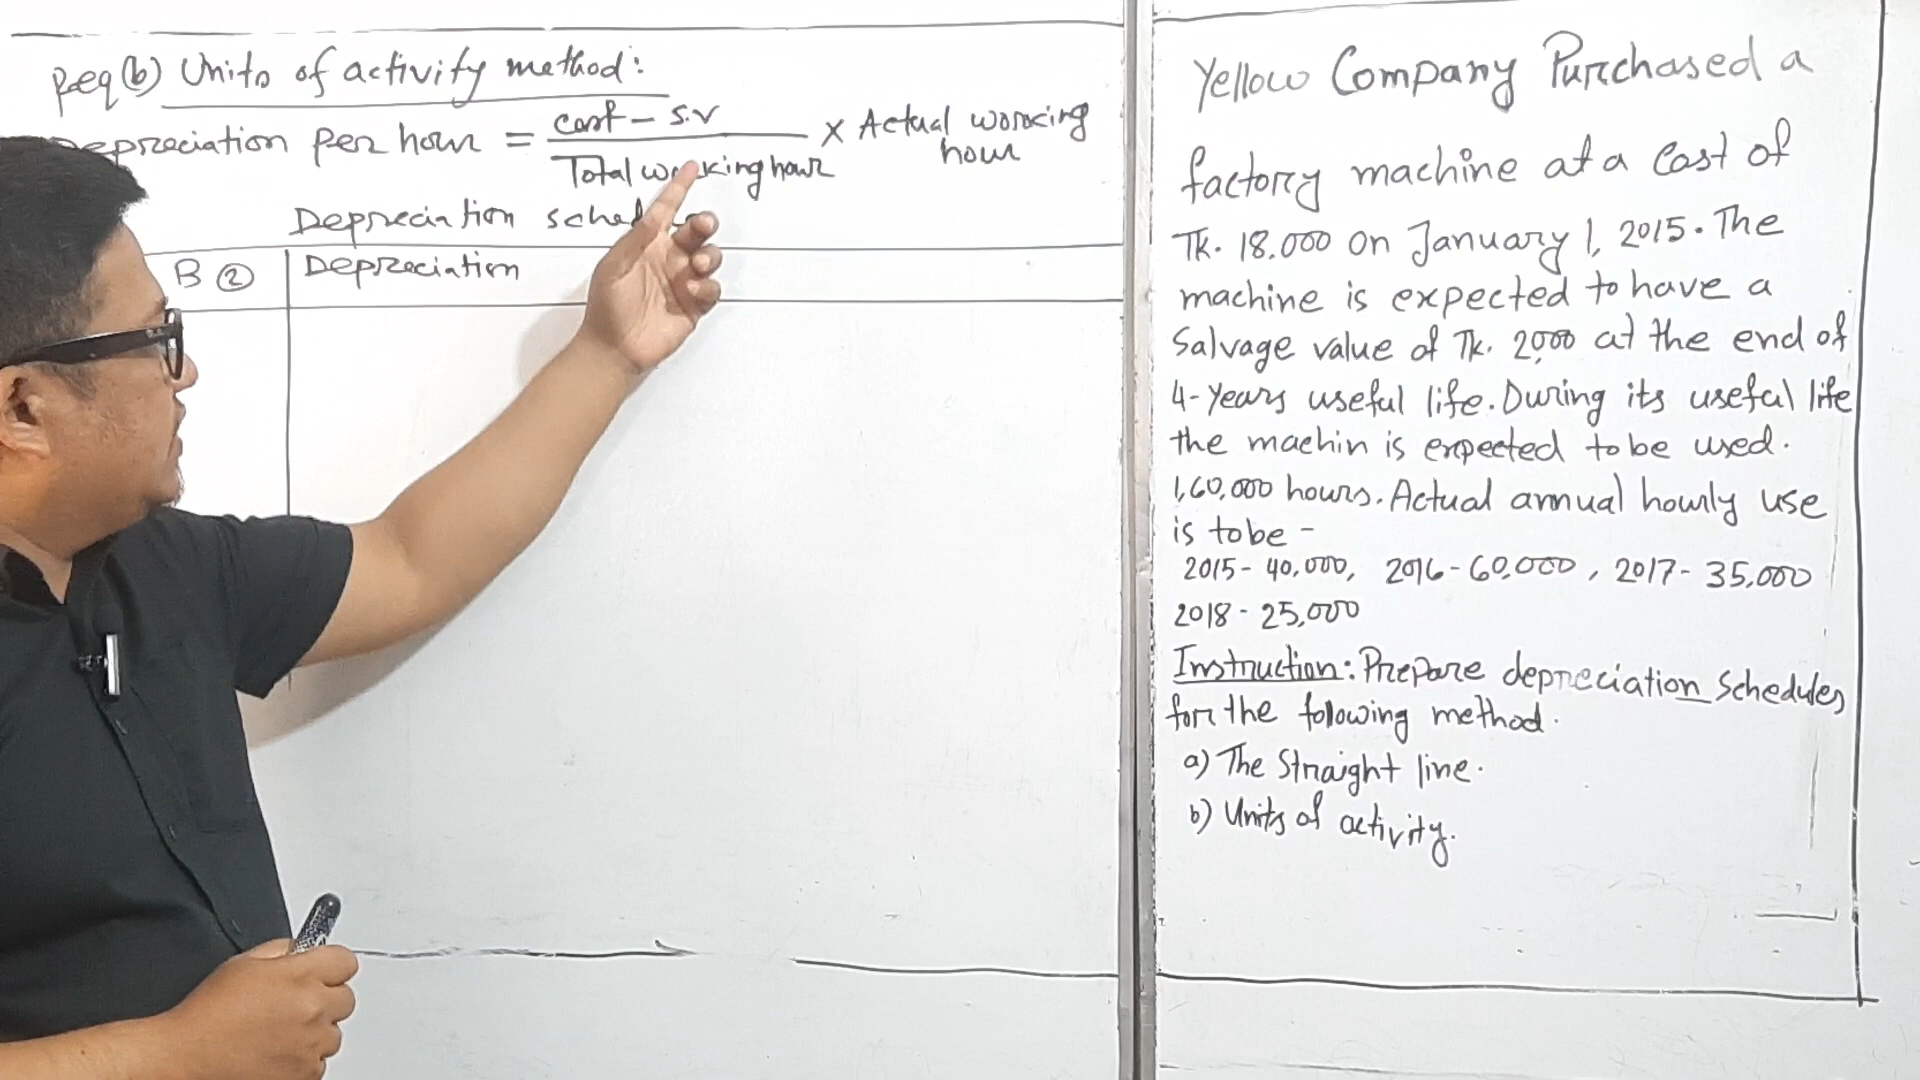 Req (b) Units of activity method:
Depreciation per hour = cost - s.v / Total working hour × Actual working hour
Depreciation schedule
B ② Depreciation
Yellow Company Purchased a
factory machine at a Cost of
Tk. 18.000 on January 1, 2015. The
machine is expected to have a
Salvage value of Tk. 2,000 at the end of
4-Years useful life. During its useful life
the machin is expected to be used.
1,60,000 hours. Actual annual hourly use
is to be -
2015 - 40,000, 2016 - 60,000, 2017 - 35,000
2018 - 25,000
Instruction: Prepare depreciation schedules
for the folowing method.
a) The Straight line.
b) Units of activity.